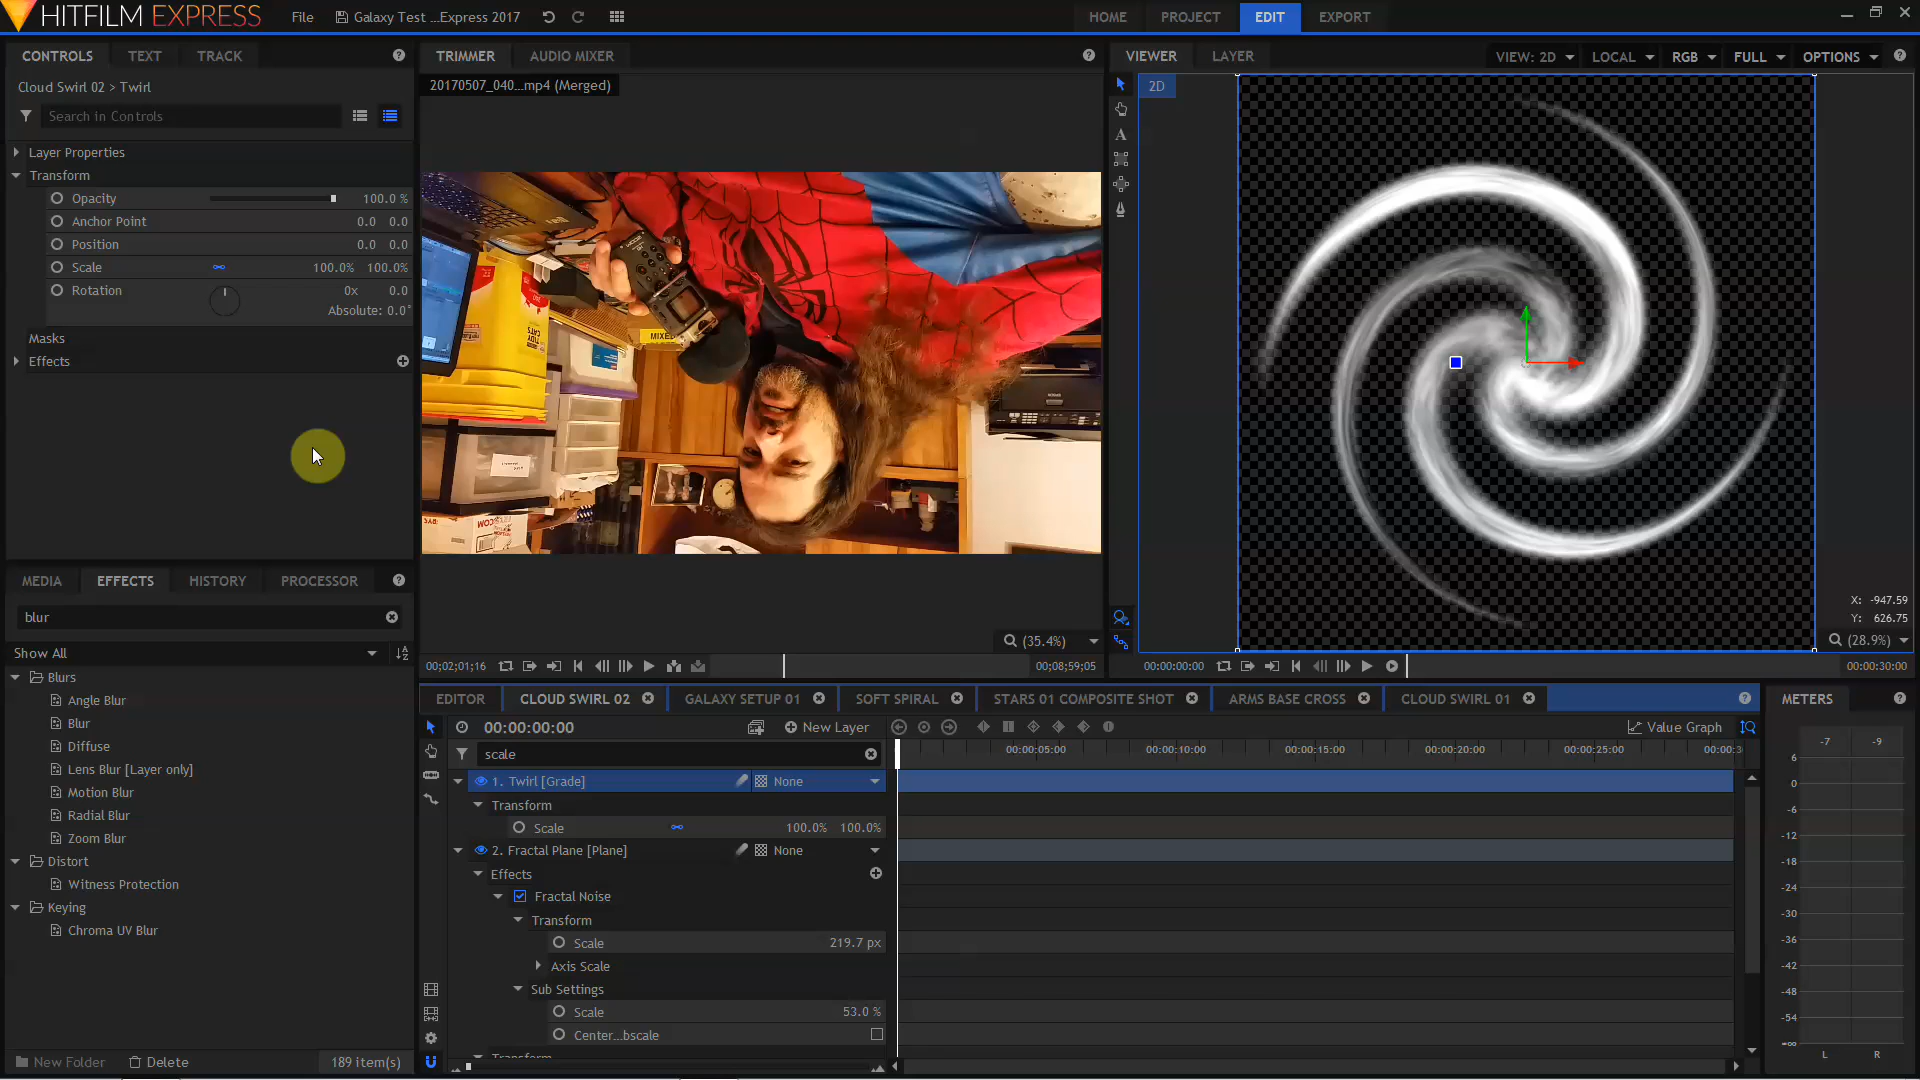 HITFILM EXPRESS
File
Galaxy Test ...Express 2017
HOME
PROJECT
EDIT
EXPORT
CONTROLS
TEXT
TRACK
Cloud Swirl 02 > Twirl
Search in Controls
Layer Properties
Transform
Opacity 100.0 %
Anchor Point 0.0 0.0
Position 0.0 0.0
Scale 100.0% 100.0%
Rotation 0x 0.0
Absolute: 0.0°
Masks
Effects
TRIMMER
AUDIO MIXER
20170507_040...mp4 (Merged)
MIXE
(35.4%)
00;02;01;16
00;08;59;05
VIEWER
LAYER
VIEW: 2D
LOCAL
RGB
FULL
OPTIONS
2D
A
X: -947.59
Y: 626.75
(28.9%)
00:00:00:00
00:00:30:00
MEDIA
EFFECTS
HISTORY
PROCESSOR
blur
Show All
Blurs
Angle Blur
Blur
Diffuse
Lens Blur [Layer only]
Motion Blur
Radial Blur
Zoom Blur
Distort
Witness Protection
Keying
Chroma UV Blur
New Folder
Delete
189 item(s)
EDITOR
CLOUD SWIRL 02
GALAXY SETUP 01
SOFT SPIRAL
STARS 01 COMPOSITE SHOT
ARMS BASE CROSS
CLOUD SWIRL 01
00:00:00:00
New Layer
Value Graph
scale
00:00:05:00
00:00:10:00
00:00:15:00
00:00:20:00
00:00:25:00
00:00:3
1. Twirl [Grade] None
Transform
Scale 100.0% 100.0%
2. Fractal Plane [Plane] None
Effects
Fractal Noise
Transform
Scale 219.7 px
Axis Scale
Sub Settings
Scale 53.0 %
Center...bscale
Transform
METERS
-7 -9
6
0
-6
-12
-18
-24
-30
-36
-42
-48
-54
-∞
L R